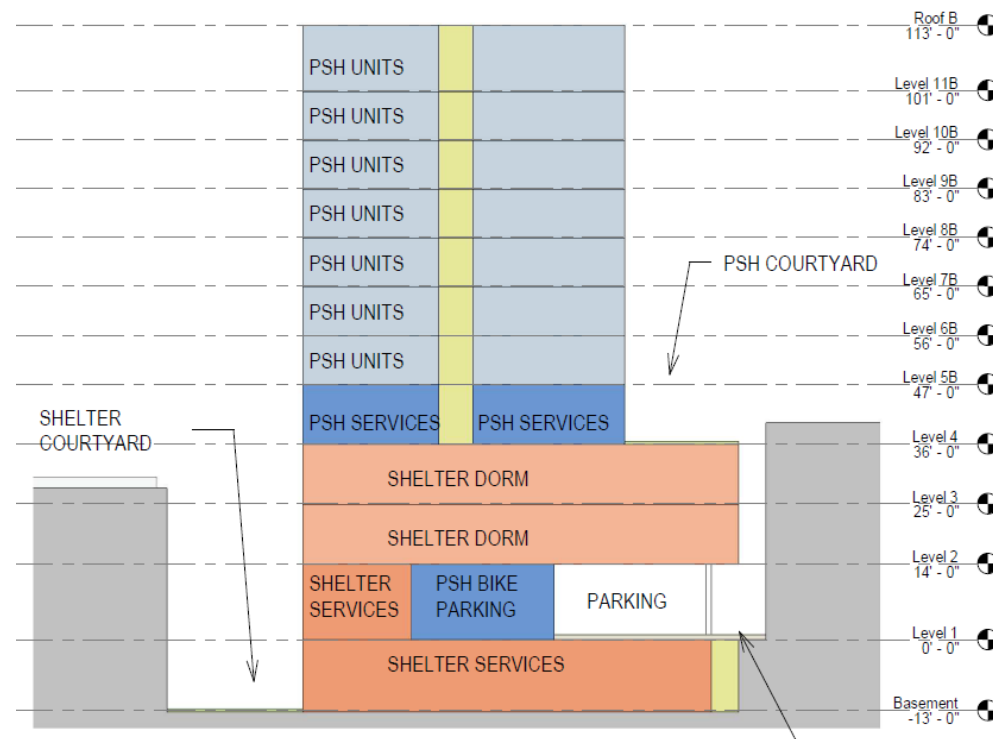 Roof B
113' - 0"
PSH UNITS
Level 11B
101' - 0"
PSH UNITS
Level 10B
92' - 0"
PSH UNITS
Level 9B
83' - 0"
PSH UNITS
Level 8B
74' - 0"
PSH UNITS
PSH COURTYARD
Level 7B
65' - 0"
PSH UNITS
Level 6B
56' - 0"
PSH UNITS
Level 5B
47' - 0"
SHELTER
COURTYARD
PSH SERVICES
PSH SERVICES
Level 4
36' - 0"
SHELTER DORM
Level 3
25' - 0"
SHELTER DORM
Level 2
14' - 0"
SHELTER
SERVICES
PSH BIKE
PARKING
PARKING
Level 1
0' - 0"
SHELTER SERVICES
Basement
-13' - 0"